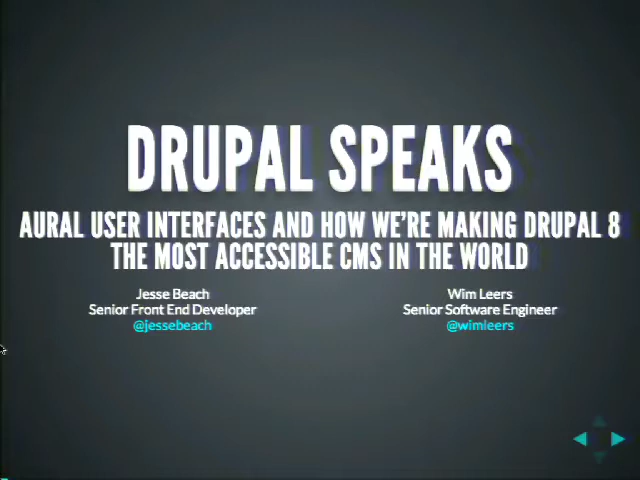 DRUPAL SPEAKS
AURAL USER INTERFACES AND HOW WE'RE MAKING DRUPAL 8
THE MOST ACCESSIBLE CMS IN THE WORLD
Jesse Beach
Senior Front End Developer
@jessebeach
Wim Leers
Senior Software Engineer
@wimleers